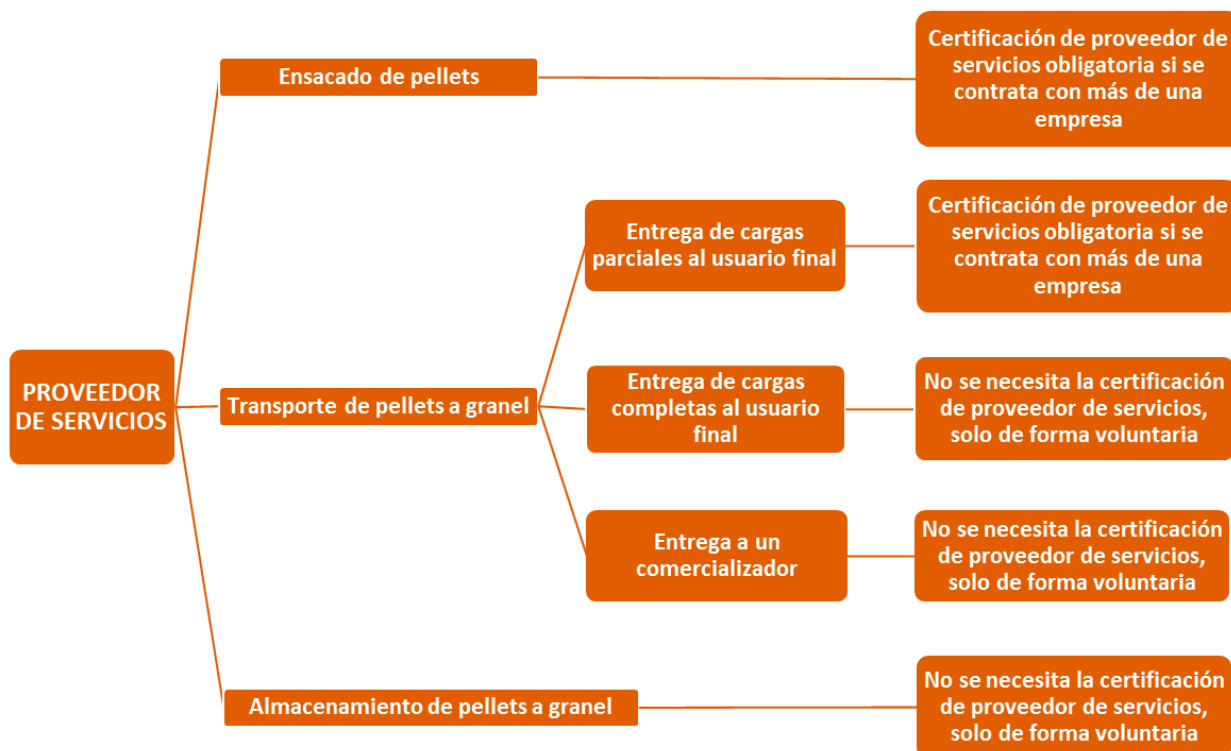 Ensacado de pellets
Certificación de proveedor de
servicios obligatoria si se
contrata con más de una
empresa
Entrega de cargas
parciales al usuario final
Certificación de proveedor de
servicios obligatoria si se
contrata con más de una
empresa
PROVEEDOR
DE SERVICIOS
Transporte de pellets a granel
Entrega de cargas
completas al usuario
final
No se necesita la certificación
de proveedor de servicios,
solo de forma voluntaria
Entrega a un
comercializador
No se necesita la certificación
de proveedor de servicios,
solo de forma voluntaria
Almacenamiento de pellets a granel
No se necesita la certificación
de proveedor de servicios,
solo de forma voluntaria